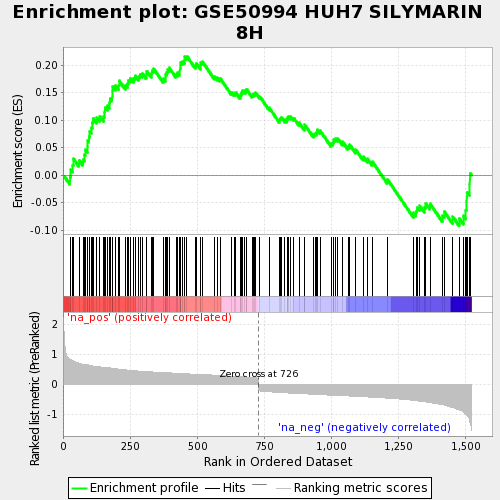 Enrichment plot: GSE50994 HUH7 SILYMARIN
8H
Enrichment score (ES)
0.20
0.15
0.10
0.05
0.00
-0.05
-0.10
'na_pos' (positively correlated)
Ranked list metric (PreRanked)
2
1
0
-1
Zero cross at 726
'na_neg' (negatively correlated)
0
250
500
750
1,000
1,250
1,500
Rank in Ordered Dataset
Enrichment profile
Hits
Ranking metric scores